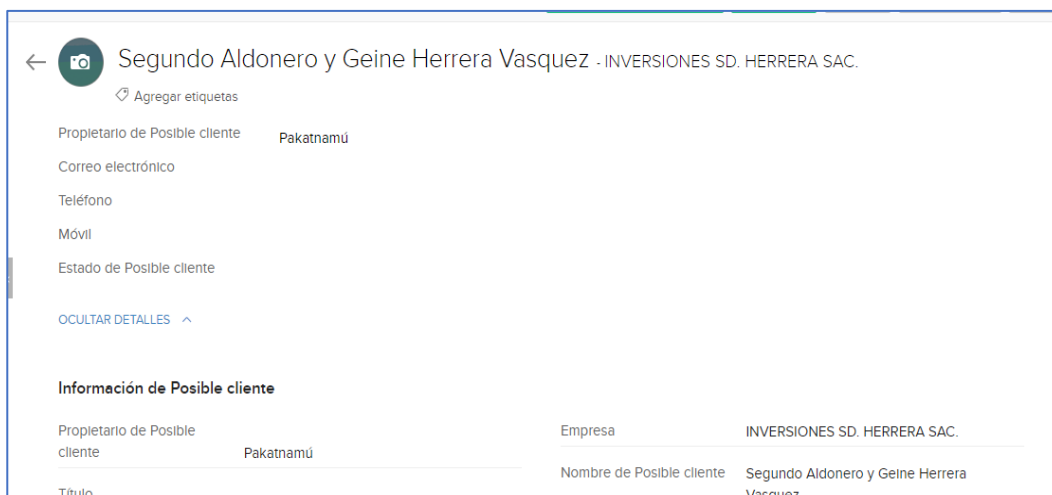 Segundo Aldonero y Geine Herrera Vasquez - INVERSIONES SD. HERRERA SAC.
Agregar etiquetas
Propietario de Posible cliente Pakatnamú
Correo electrónico
Teléfono
Móvil
Estado de Posible cliente
OCULTAR DETALLES
Información de Posible cliente
Propietario de Posible
cliente Pakatnamú
Empresa INVERSIONES SD. HERRERA SAC.
Nombre de Posible cliente Segundo Aldonero y Geine Herrera
Vasquez
Título